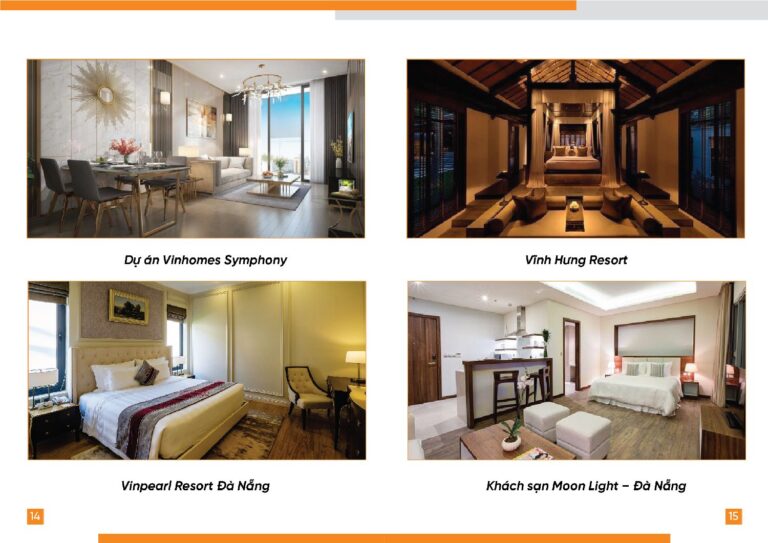 Dự án Vinhomes Symphony
Vĩnh Hưng Resort
Vinpearl Resort Đà Nẵng
Khách sạn Moon Light – Đà Nẵng
14
15